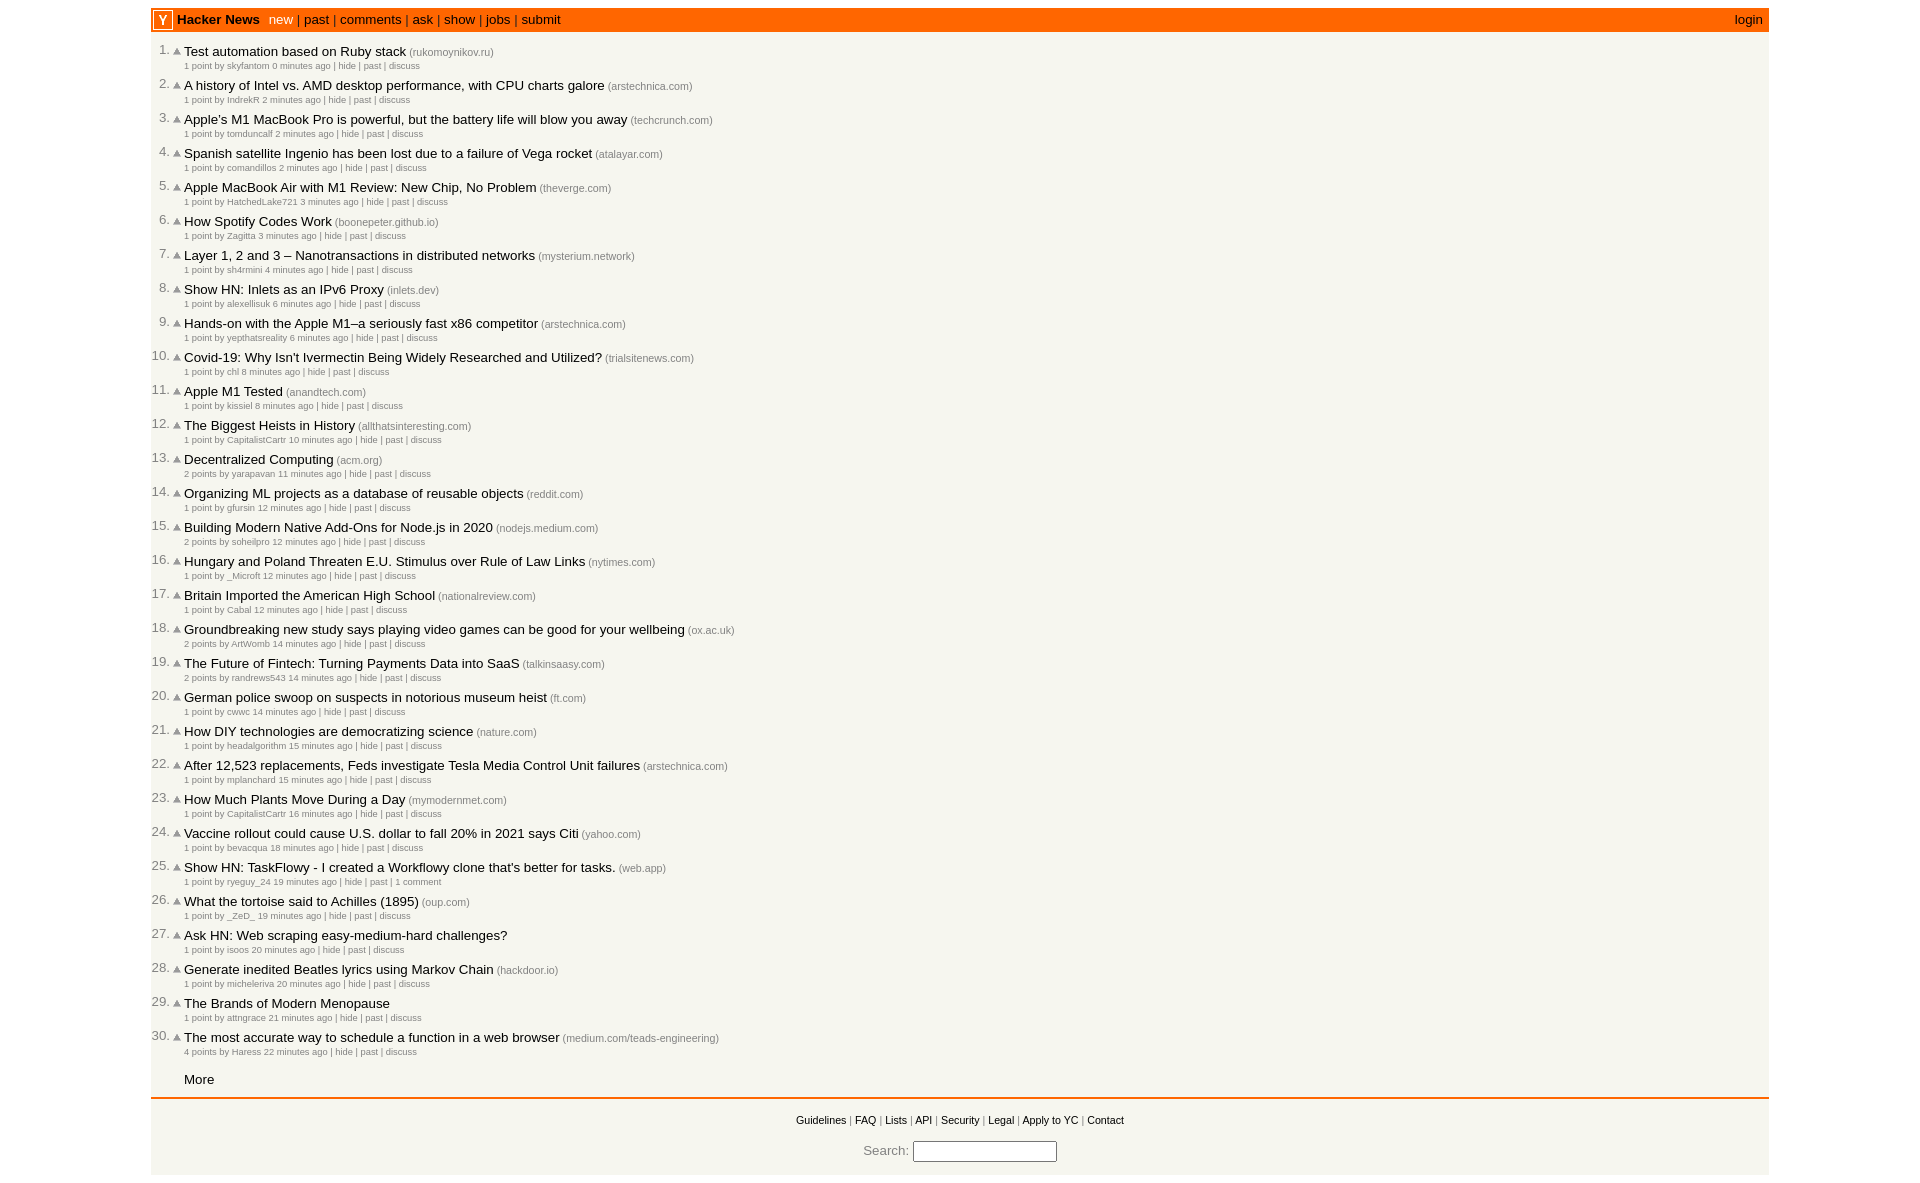 Y Hacker News new | past | comments | ask | show | jobs | submit login
1. Test automation based on Ruby stack (rukomoynikov.ru)
1 point by skyfantom 0 minutes ago | hide | past | discuss
2. A history of Intel vs. AMD desktop performance, with CPU charts galore (arstechnica.com)
1 point by IndrekR 2 minutes ago | hide | past | discuss
3. Apple’s M1 MacBook Pro is powerful, but the battery life will blow you away (techcrunch.com)
1 point by tomduncalf 2 minutes ago | hide | past | discuss
4. Spanish satellite Ingenio has been lost due to a failure of Vega rocket (atalayar.com)
1 point by comandillos 2 minutes ago | hide | past | discuss
5. Apple MacBook Air with M1 Review: New Chip, No Problem (theverge.com)
1 point by HatchedLake721 3 minutes ago | hide | past | discuss
6. How Spotify Codes Work (boonepeter.github.io)
1 point by Zagitta 3 minutes ago | hide | past | discuss
7. Layer 1, 2 and 3 – Nanotransactions in distributed networks (mysterium.network)
1 point by sh4rmini 4 minutes ago | hide | past | discuss
8. Show HN: Inlets as an IPv6 Proxy (inlets.dev)
1 point by alexellisuk 6 minutes ago | hide | past | discuss
9. Hands-on with the Apple M1–a seriously fast x86 competitor (arstechnica.com)
1 point by yepthatsreality 6 minutes ago | hide | past | discuss
10. Covid-19: Why Isn't Ivermectin Being Widely Researched and Utilized? (trialsitenews.com)
1 point by chl 8 minutes ago | hide | past | discuss
11. Apple M1 Tested (anandtech.com)
1 point by kissiel 8 minutes ago | hide | past | discuss
12. The Biggest Heists in History (allthatsinteresting.com)
1 point by CapitalistCartr 10 minutes ago | hide | past | discuss
13. Decentralized Computing (acm.org)
2 points by yarapavan 11 minutes ago | hide | past | discuss
14. Organizing ML projects as a database of reusable objects (reddit.com)
1 point by gfursin 12 minutes ago | hide | past | discuss
15. Building Modern Native Add-Ons for Node.js in 2020 (nodejs.medium.com)
2 points by soheilpro 12 minutes ago | hide | past | discuss
16. Hungary and Poland Threaten E.U. Stimulus over Rule of Law Links (nytimes.com)
1 point by _Microft 12 minutes ago | hide | past | discuss
17. Britain Imported the American High School (nationalreview.com)
1 point by Cabal 12 minutes ago | hide | past | discuss
18. Groundbreaking new study says playing video games can be good for your wellbeing (ox.ac.uk)
2 points by ArtWomb 14 minutes ago | hide | past | discuss
19. The Future of Fintech: Turning Payments Data into SaaS (talkinsaasy.com)
2 points by randrews543 14 minutes ago | hide | past | discuss
20. German police swoop on suspects in notorious museum heist (ft.com)
1 point by cwwc 14 minutes ago | hide | past | discuss
21. How DIY technologies are democratizing science (nature.com)
1 point by headalgorithm 15 minutes ago | hide | past | discuss
22. After 12,523 replacements, Feds investigate Tesla Media Control Unit failures (arstechnica.com)
1 point by mplanchard 15 minutes ago | hide | past | discuss
23. How Much Plants Move During a Day (mymodernmet.com)
1 point by CapitalistCartr 16 minutes ago | hide | past | discuss
24. Vaccine rollout could cause U.S. dollar to fall 20% in 2021 says Citi (yahoo.com)
1 point by bevacqua 18 minutes ago | hide | past | discuss
25. Show HN: TaskFlowy - I created a Workflowy clone that's better for tasks. (web.app)
1 point by ryeguy_24 19 minutes ago | hide | past | 1 comment
26. What the tortoise said to Achilles (1895) (oup.com)
1 point by _ZeD_ 19 minutes ago | hide | past | discuss
27. Ask HN: Web scraping easy-medium-hard challenges?
1 point by isoos 20 minutes ago | hide | past | discuss
28. Generate inedited Beatles lyrics using Markov Chain (hackdoor.io)
1 point by micheleriva 20 minutes ago | hide | past | discuss
29. The Brands of Modern Menopause
1 point by attngrace 21 minutes ago | hide | past | discuss
30. The most accurate way to schedule a function in a web browser (medium.com/teads-engineering)
4 points by Haress 22 minutes ago | hide | past | discuss
More
Guidelines | FAQ | Lists | API | Security | Legal | Apply to YC | Contact
Search: